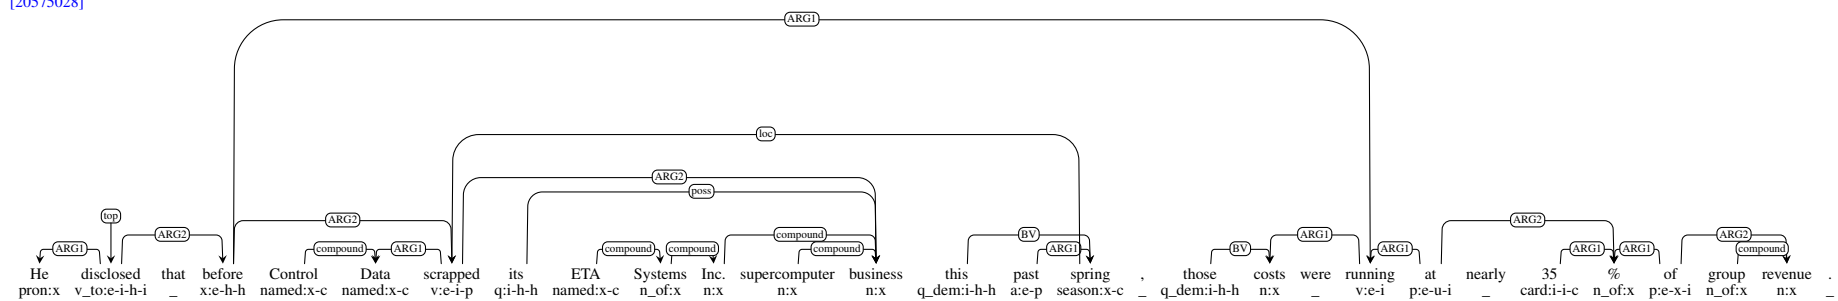 [20575028]
ARG1
loc
ARG2
poss
top
ARG2
ARG2
ARG2
compound
BV
ARG1
ARG2
ARG1
compound
ARG1
compound
compound
compound
ARG1
BV
ARG1
ARG1
ARG1
compound
He disclosed that before Control Data scrapped its ETA Systems Inc. supercomputer business this past spring , those costs were running at nearly 35 % of group revenue .
pron:x v_to:e-i-h-i _ x:e-h-h named:x-c named:x-c v:e-i-p q:i-h-h named:x-c n_of:x n:x n:x n:x q_dem:i-h-h a:e-p season:x-c _ q_dem:i-h-h n:x _ v:e-i p:e-u-i _ card:i-i-c n_of:x p:e-x-i n_of:x n:x _